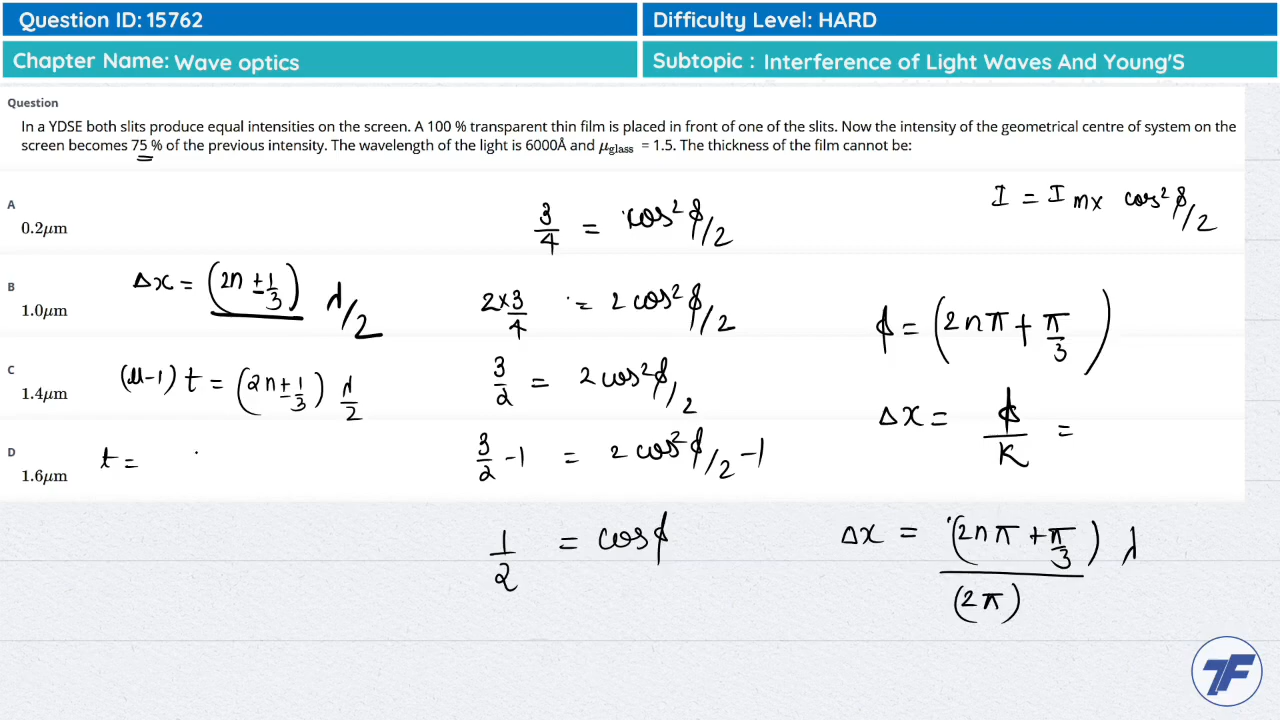 Question ID: 15762
Difficulty Level: HARD
Chapter Name: Wave optics
Subtopic : Interference of Light Waves And Young'S
Question
In a YDSE both slits produce equal intensities on the screen. A 100 % transparent thin film is placed in front of one of the slits. Now the intensity of the geometrical centre of system on the
screen becomes 75 % of the previous intensity. The wavelength of the light is 6000Å and μglass = 1.5. The thickness of the film cannot be:
A
0.2μm
B
1.0μm
C
1.4μm
D
1.6μm
I = I mx cos² ϕ/2
3/4 = cos² ϕ/2
Δx = (2n ± 1/3) λ/2
2×3/4 = 2 cos² ϕ/2
ϕ = (2nπ + π/3)
(μ-1) t = (2n ± 1/3) λ/2
3/2 = 2 cos² ϕ/2
Δx = ϕ/K =
t =
3/2 - 1 = 2 cos² ϕ/2 - 1
1/2 = cos ϕ
Δx = (2nπ + π/3)/(2π) λ
TF